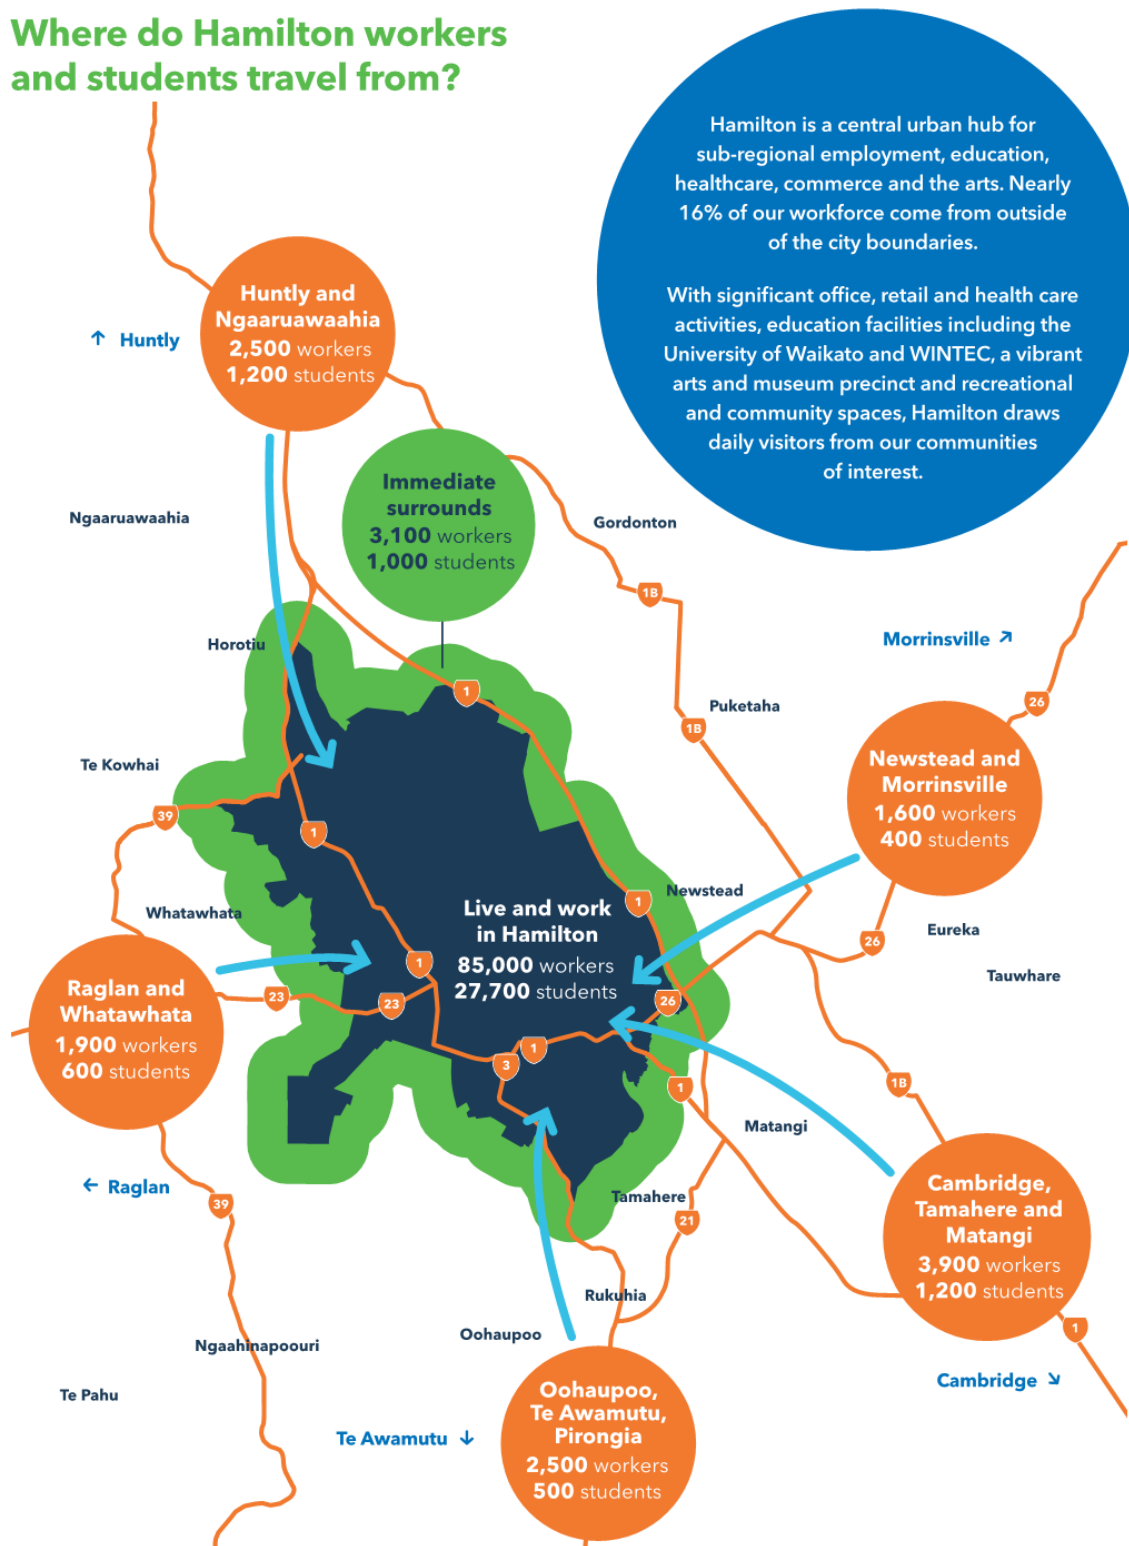 Where do Hamilton workers
and students travel from?
Hamilton is a central urban hub for
sub-regional employment, education,
healthcare, commerce and the arts. Nearly
16% of our workforce come from outside
of the city boundaries.
With significant office, retail and health care
activities, education facilities including the
University of Waikato and WINTEC, a vibrant
arts and museum precinct and recreational
and community spaces, Hamilton draws
daily visitors from our communities
of interest.
Huntly and
Ngaaruawaahia
2,500 workers
1,200 students
↑ Huntly
Immediate
surrounds
3,100 workers
1,000 students
Ngaaruawaahia
Gordonton
1B
Horotiu
Morrinsville ↗
1
26
Puketaha
1B
Te Kowhai
Newstead and
Morrinsville
1,600 workers
400 students
39
1
Newstead
1
Whatawhata
Live and work
in Hamilton
85,000 workers
27,700 students
Eureka
26
Tauwhare
1
Raglan and
Whatawhata
1,900 workers
600 students
23
23
26
1
3
1
1B
Matangi
← Raglan
39
Tamahere
21
Cambridge,
Tamahere and
Matangi
3,900 workers
1,200 students
Rukuhia
1
Oohaupoo
Ngaahinapoouri
Te Pahu
Cambridge ↘
Te Awamutu ↓
Oohaupoo,
Te Awamutu,
Pirongia
2,500 workers
500 students